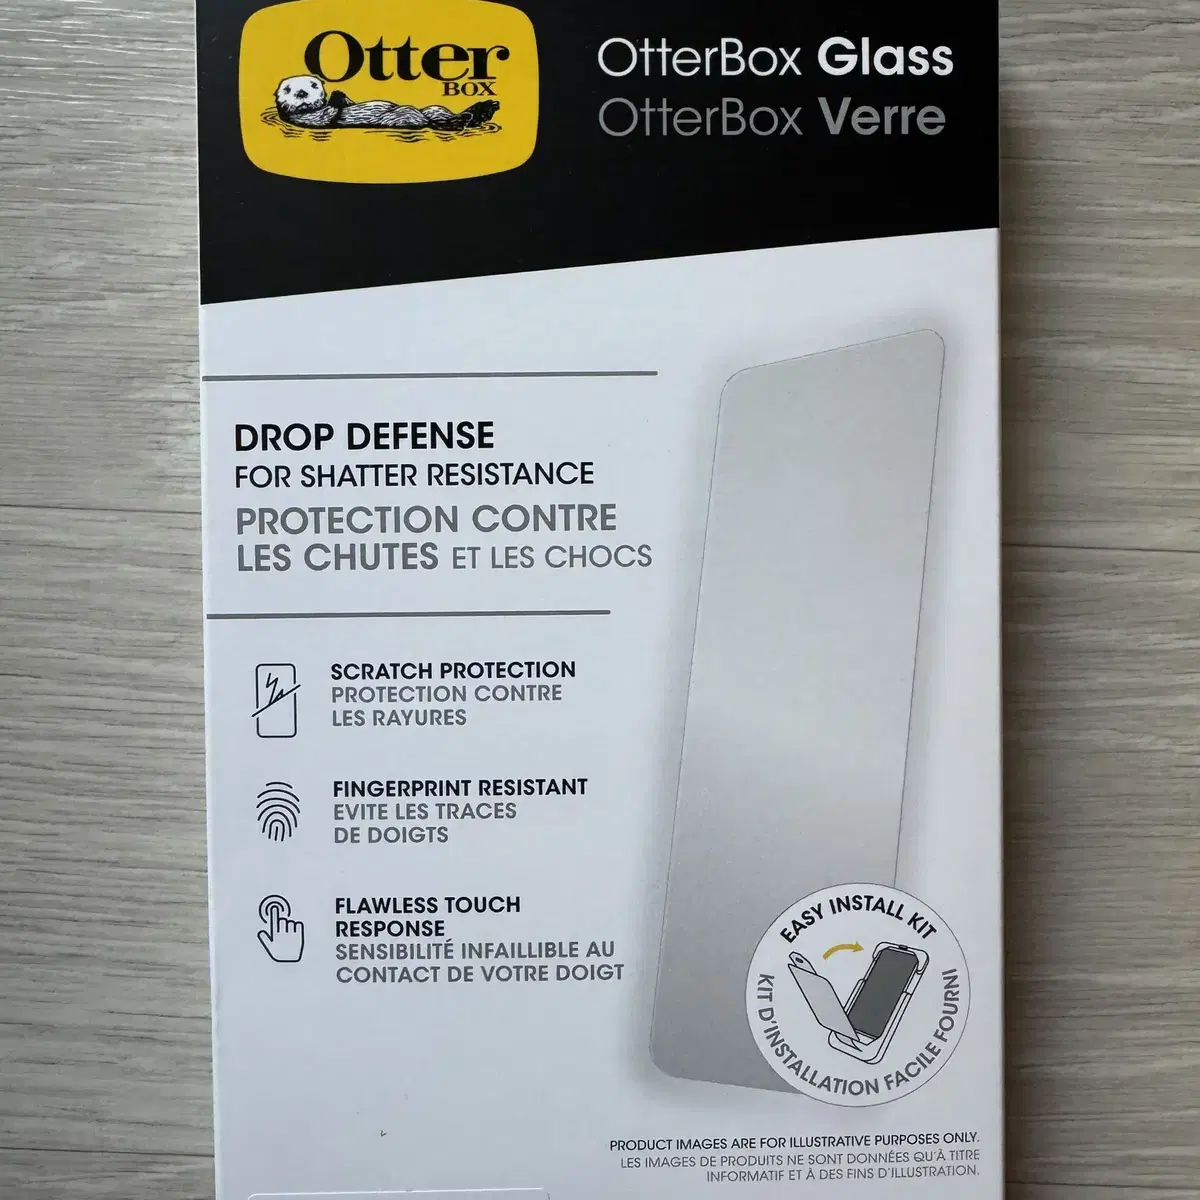 Otter
BOX
OtterBox Glass
OtterBox Verre
DROP DEFENSE
FOR SHATTER RESISTANCE
PROTECTION CONTRE
LES CHUTES ET LES CHOCS
SCRATCH PROTECTION
PROTECTION CONTRE
LES RAYURES
FINGERPRINT RESISTANT
EVITE LES TRACES
DE DOIGTS
FLAWLESS TOUCH
RESPONSE
SENSIBILITÉ INFAILLIBLE AU
CONTACT DE VOTRE DOIGT
EASY INSTALL KIT
KIT D'INSTALLATION FACILE FOURNI
PRODUCT IMAGES ARE FOR ILLUSTRATIVE PURPOSES ONLY.
LES IMAGES DE PRODUITS NE SONT DONNÉES QU'À TITRE
INFORMATIF ET À DES FINS D'ILLUSTRATION.